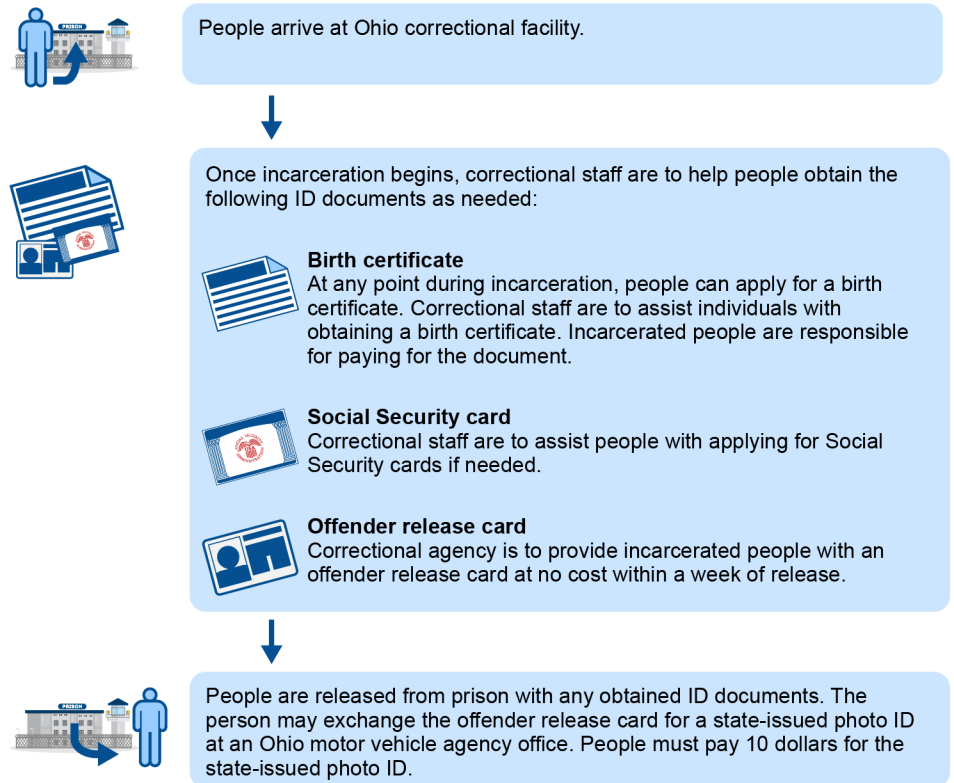 PRISON
People arrive at Ohio correctional facility.
Once incarceration begins, correctional staff are to help people obtain the
following ID documents as needed:
Birth certificate
At any point during incarceration, people can apply for a birth
certificate. Correctional staff are to assist individuals with
obtaining a birth certificate. Incarcerated people are responsible
for paying for the document.
Social Security card
Correctional staff are to assist people with applying for Social
Security cards if needed.
Offender release card
Correctional agency is to provide incarcerated people with an
offender release card at no cost within a week of release.
PRISON
People are released from prison with any obtained ID documents. The
person may exchange the offender release card for a state-issued photo ID
at an Ohio motor vehicle agency office. People must pay 10 dollars for the
state-issued photo ID.